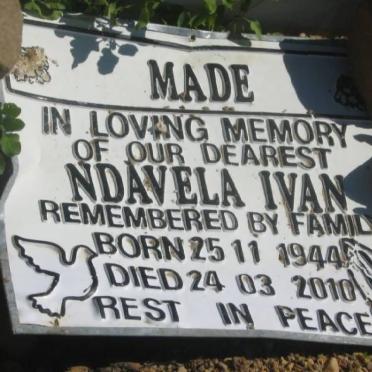 MADE
IN LOVING MEMORY
OF OUR DEAREST
NDAVELA IVAN
REMEMBERED BY FAMIL
BORN 25 11 1944
DIED 24 03 2010
REST IN PEACE